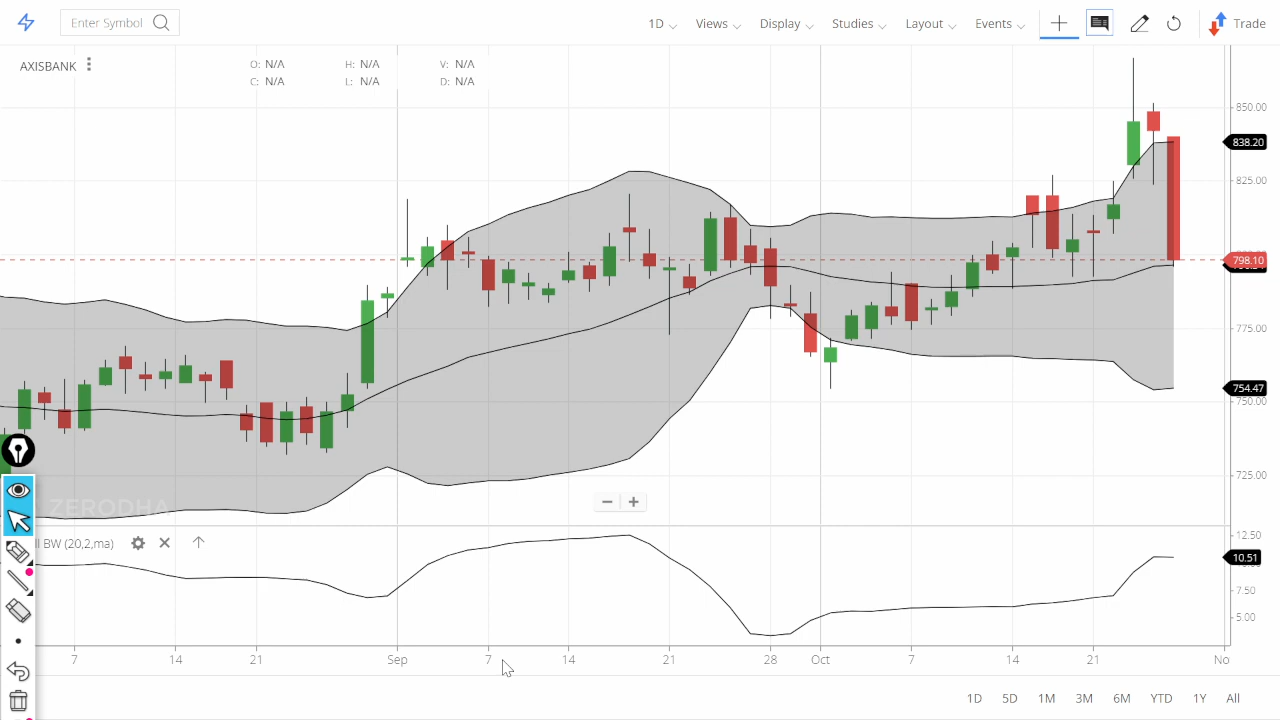 Enter Symbol
1D Views Display Studies Layout Events Trade
AXISBANK
O: N/A H: N/A V: N/A
C: N/A L: N/A D: N/A
850.00
838.20
825.00
798.10
775.00
754.47
750.00
725.00
ZERODHA
ll BW (20,2,ma)
12.50
10.51
7.50
5.00
7 14 21 Sep 7 14 21 28 Oct 7 14 21 No
1D 5D 1M 3M 6M YTD 1Y All